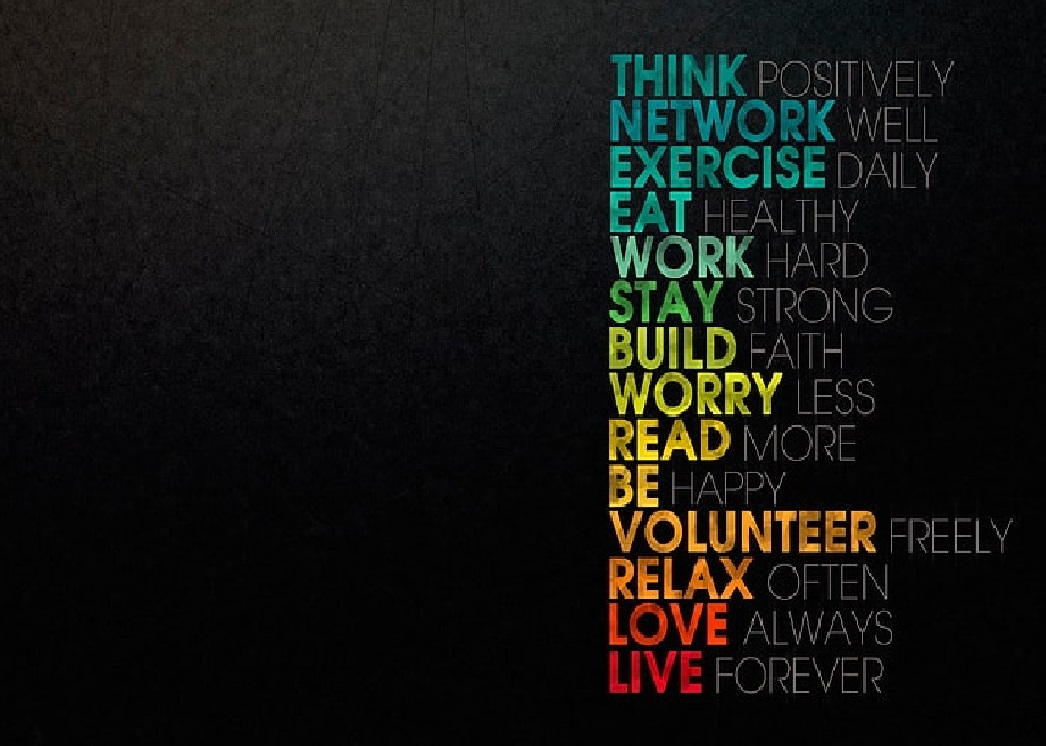 THINK POSITIVELY
NETWORK WELL
EXERCISE DAILY
EAT HEALTHY
WORK HARD
STAY STRONG
BUILD FAITH
WORRY LESS
READ MORE
BE HAPPY
VOLUNTEER FREELY
RELAX OFTEN
LOVE ALWAYS
LIVE FOREVER